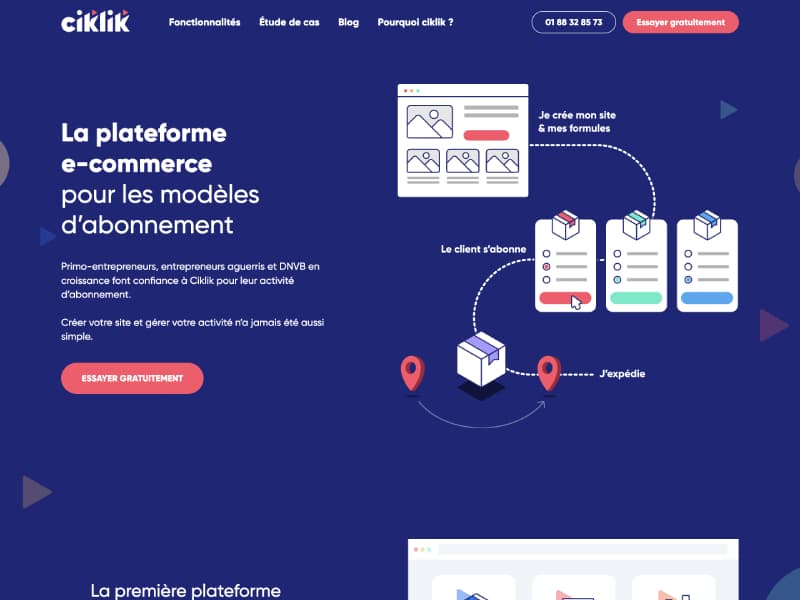 ciklik
Fonctionnalités
Étude de cas
Blog
Pourquoi ciklik ?
01 88 32 85 73
Essayer gratuitement
La plateforme
e-commerce
pour les modèles
d'abonnement
Primo-entrepreneurs, entrepreneurs aguerris et DNVB en
croissance font confiance à Ciklik pour leur activité
d'abonnement.
Créer votre site et gérer votre activité n'a jamais été aussi
simple.
ESSAYER GRATUITEMENT
Je crée mon site
& mes formules
Le client s'abonne
J'expédie
La première plateforme